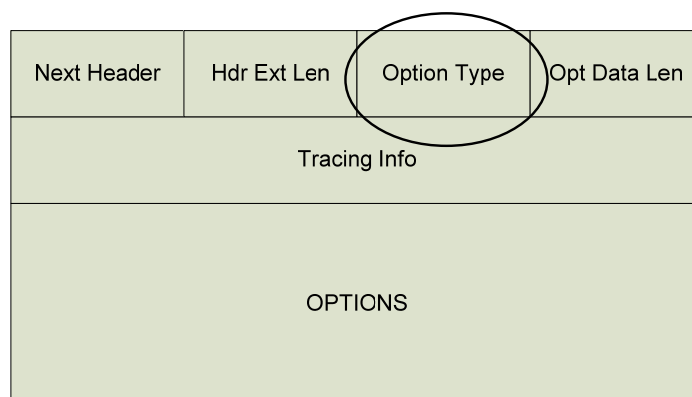 Next Header Hdr Ext Len Option Type Opt Data Len
Tracing Info
OPTIONS